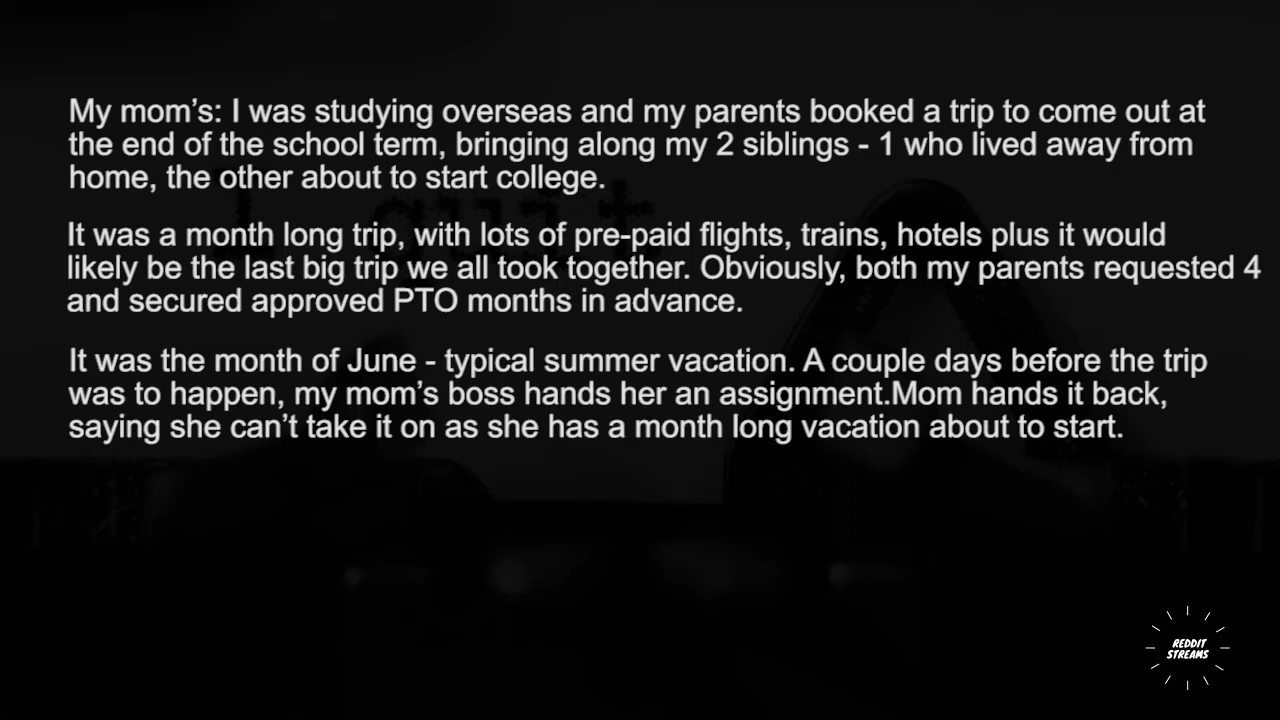 My mom’s: I was studying overseas and my parents booked a trip to come out at
the end of the school term, bringing along my 2 siblings - 1 who lived away from
home, the other about to start college.
It was a month long trip, with lots of pre-paid flights, trains, hotels plus it would
likely be the last big trip we all took together. Obviously, both my parents requested 4
and secured approved PTO months in advance.
It was the month of June - typical summer vacation. A couple days before the trip
was to happen, my mom’s boss hands her an assignment.Mom hands it back,
saying she can’t take it on as she has a month long vacation about to start.
REDDIT
STREAMS